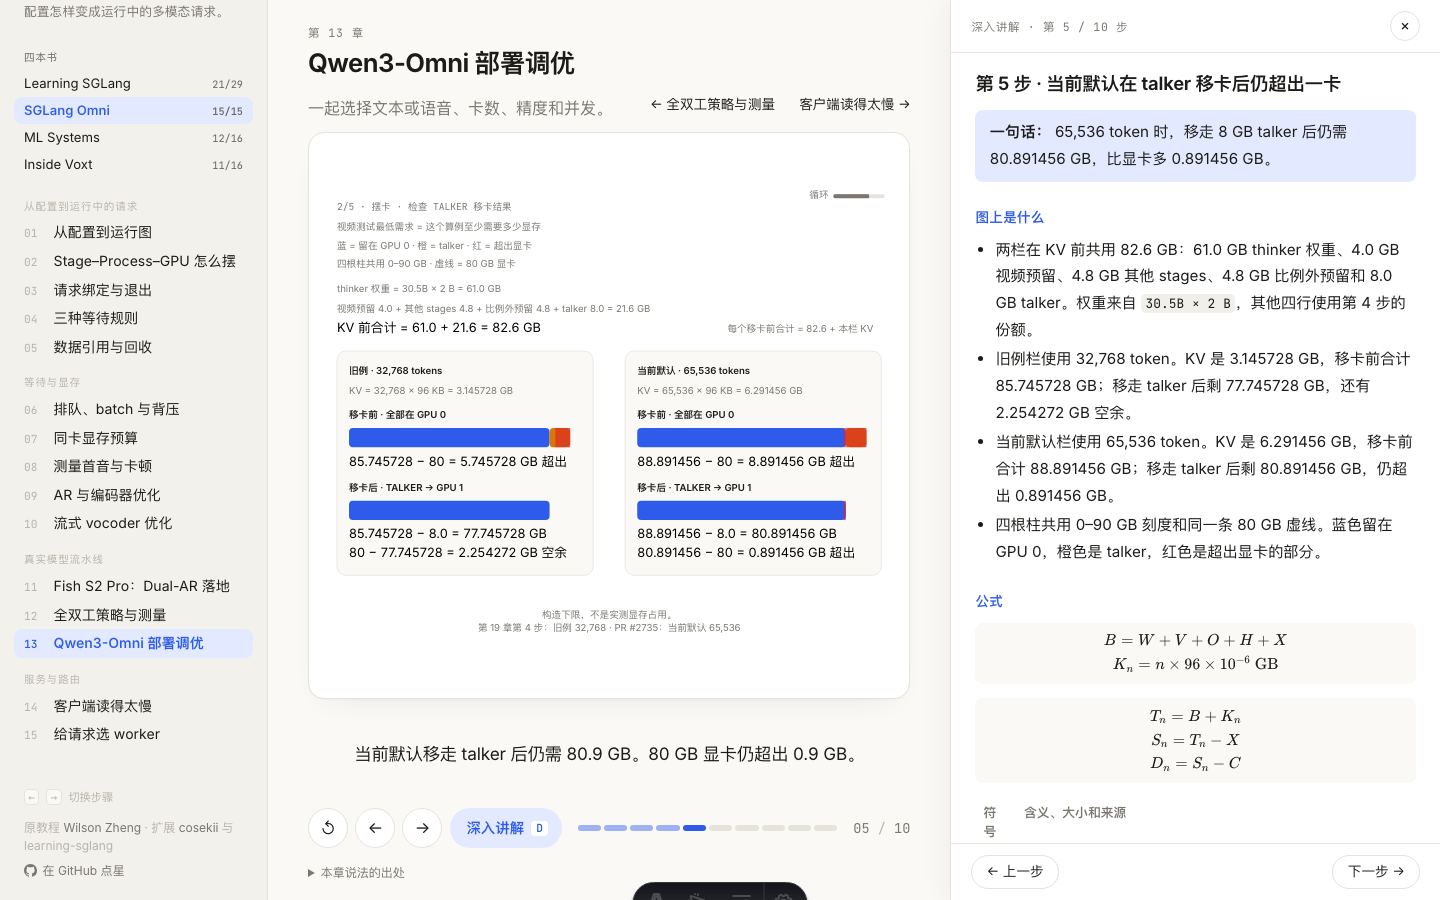 配置怎样变成运行中的多模态请求。
四本书
Learning SGLang 21/29
SGLang Omni 15/15
ML Systems 12/16
Inside Voxt 11/16
从配置到运行中的请求
01 从配置到运行图
02 Stage–Process–GPU 怎么摆
03 请求绑定与退出
04 三种等待规则
05 数据引用与回收
等待与显存
06 排队、batch 与背压
07 同卡显存预算
08 测量首音与卡顿
09 AR 与编码器优化
10 流式 vocoder 优化
真实模型流水线
11 Fish S2 Pro：Dual-AR 落地
12 全双工策略与测量
13 Qwen3-Omni 部署调优
服务与路由
14 客户端读得太慢
15 给请求选 worker
← → 切换步骤
原教程 Wilson Zheng · 扩展 cosekii 与
learning-sglang
在 GitHub 点星
第 13 章
Qwen3-Omni 部署调优
一起选择文本或语音、卡数、精度和并发。
← 全双工策略与测量 客户端读得太慢 →
循环
2/5 · 摆卡 · 检查 TALKER 移卡结果
视频测试最低需求 = 这个算例至少需要多少显存
蓝 = 留在 GPU 0 · 橙 = talker · 红 = 超出显卡
四根柱共用 0–90 GB · 虚线 = 80 GB 显卡
thinker 权重 = 30.5B × 2 B = 61.0 GB
视频预留 4.0 + 其他 stages 4.8 + 比例外预留 4.8 + talker 8.0 = 21.6 GB
KV 前合计 = 61.0 + 21.6 = 82.6 GB
每个移卡前合计 = 82.6 + 本栏 KV
旧例 · 32,768 tokens
KV = 32,768 × 96 KB = 3.145728 GB
移卡前 · 全部在 GPU 0
85.745728 − 80 = 5.745728 GB 超出
移卡后 · TALKER → GPU 1
85.745728 − 8.0 = 77.745728 GB
80 − 77.745728 = 2.254272 GB 空余
当前默认 · 65,536 tokens
KV = 65,536 × 96 KB = 6.291456 GB
移卡前 · 全部在 GPU 0
88.891456 − 80 = 8.891456 GB 超出
移卡后 · TALKER → GPU 1
88.891456 − 8.0 = 80.891456 GB
80.891456 − 80 = 0.891456 GB 超出
构造下限，不是实测显存占用。
第 19 章第 4 步：旧例 32,768 · PR #2735：当前默认 65,536
当前默认移走 talker 后仍需 80.9 GB。80 GB 显卡仍超出 0.9 GB。
深入讲解 D
05 / 10
本章说法的出处
深入讲解 · 第 5 / 10 步
×
第 5 步 · 当前默认在 talker 移卡后仍超出一卡
一句话： 65,536 token 时，移走 8 GB talker 后仍需
80.891456 GB，比显卡多 0.891456 GB。
图上是什么
两栏在 KV 前共用 82.6 GB：61.0 GB thinker 权重、4.0 GB
视频预留、4.8 GB 其他 stages、4.8 GB 比例外预留和 8.0
GB talker。权重来自 30.5B × 2 B，其他四行使用第 4 步的
份额。
旧例栏使用 32,768 token。KV 是 3.145728 GB，移卡前合计
85.745728 GB；移走 talker 后剩 77.745728 GB，还有
2.254272 GB 空余。
当前默认栏使用 65,536 token。KV 是 6.291456 GB，移卡前
合计 88.891456 GB；移走 talker 后剩 80.891456 GB，仍超
出 0.891456 GB。
四根柱共用 0–90 GB 刻度和同一条 80 GB 虚线。蓝色留在
GPU 0，橙色是 talker，红色是超出显卡的部分。
公式
B = W + V + O + H + X
Kₙ = n × 96 × 10⁻⁶ GB
Tₙ = B + Kₙ
Sₙ = Tₙ − X
Dₙ = Sₙ − C
符号 含义、大小和来源
← 上一步 下一步 →